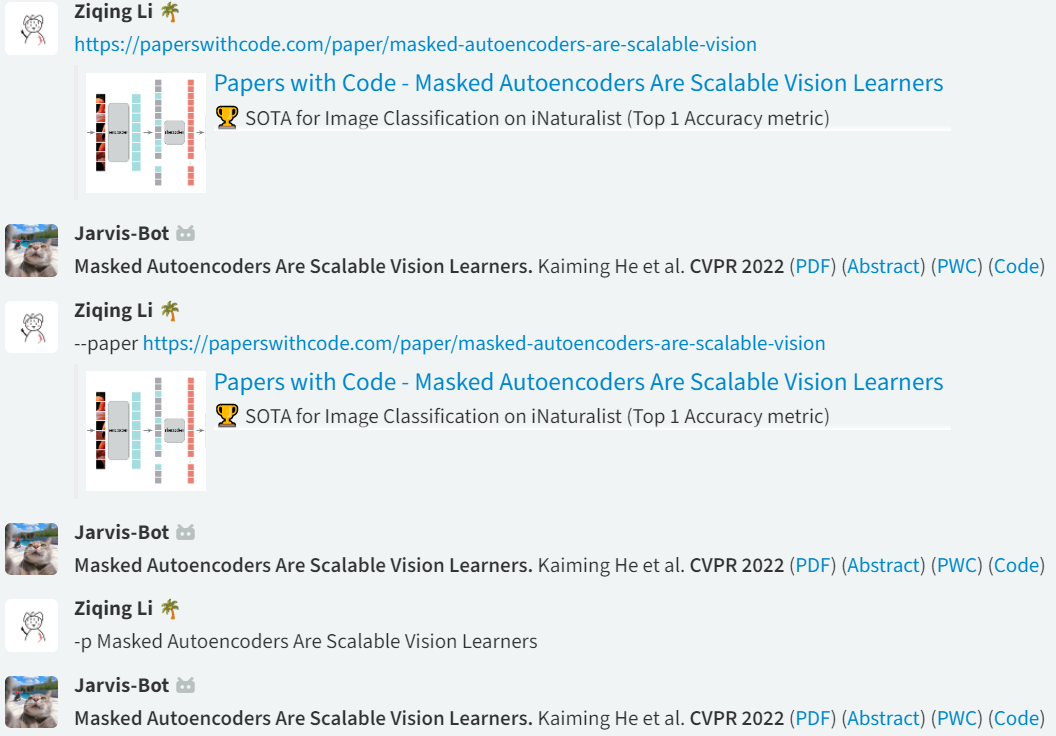 Ziqing Li 🌴
https://paperswithcode.com/paper/masked-autoencoders-are-scalable-vision
Papers with Code - Masked Autoencoders Are Scalable Vision Learners
🏆 SOTA for Image Classification on iNaturalist (Top 1 Accuracy metric)
Jarvis-Bot
Masked Autoencoders Are Scalable Vision Learners. Kaiming He et al. CVPR 2022 (PDF) (Abstract) (PWC) (Code)
Ziqing Li 🌴
--paper https://paperswithcode.com/paper/masked-autoencoders-are-scalable-vision
Papers with Code - Masked Autoencoders Are Scalable Vision Learners
🏆 SOTA for Image Classification on iNaturalist (Top 1 Accuracy metric)
Jarvis-Bot
Masked Autoencoders Are Scalable Vision Learners. Kaiming He et al. CVPR 2022 (PDF) (Abstract) (PWC) (Code)
Ziqing Li 🌴
-p Masked Autoencoders Are Scalable Vision Learners
Jarvis-Bot
Masked Autoencoders Are Scalable Vision Learners. Kaiming He et al. CVPR 2022 (PDF) (Abstract) (PWC) (Code)